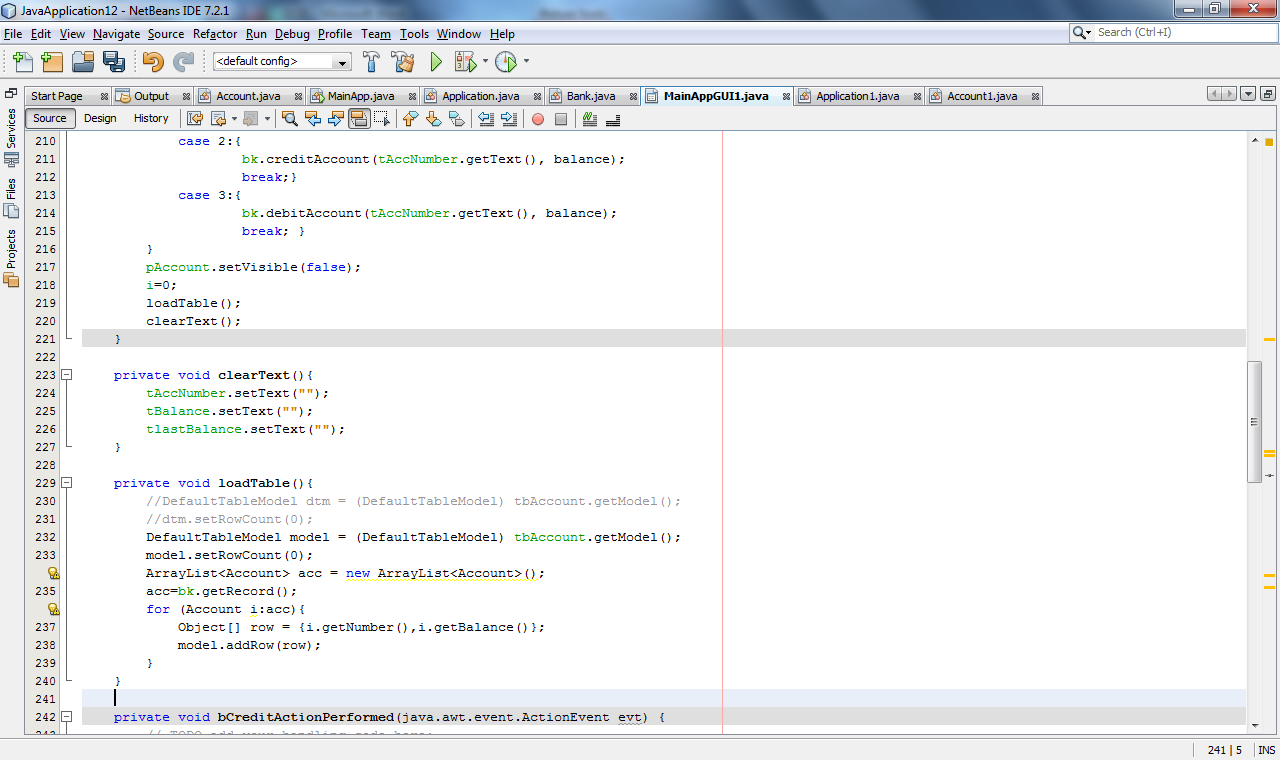 JavaApplication12 - NetBeans IDE 7.2.1
File Edit View Navigate Source Refactor Run Debug Profile Team Tools Window Help
Search (Ctrl+I)
<default config>
Start Page Output Account.java MainApp.java Application.java Bank.java MainAppGUI1.java Application1.java Account1.java
Source Design History
Services
Files
Projects
210 case 2:{
211 bk.creditAccount(tAccNumber.getText(), balance);
212 break;}
213 case 3:{
214 bk.debitAccount(tAccNumber.getText(), balance);
215 break; }
216 }
217 pAccount.setVisible(false);
218 i=0;
219 loadTable();
220 clearText();
221 }
222
223 private void clearText(){
224 tAccNumber.setText("");
225 tBalance.setText("");
226 tlastBalance.setText("");
227 }
228
229 private void loadTable(){
230 //DefaultTableModel dtm = (DefaultTableModel) tbAccount.getModel();
231 //dtm.setRowCount(0);
232 DefaultTableModel model = (DefaultTableModel) tbAccount.getModel();
233 model.setRowCount(0);
ArrayList<Account> acc = new ArrayList<Account>();
235 acc=bk.getRecord();
for (Account i:acc){
237 Object[] row = {i.getNumber(),i.getBalance()};
238 model.addRow(row);
239 }
240 }
241
242 private void bCreditActionPerformed(java.awt.event.ActionEvent evt) {
241 | 5 INS